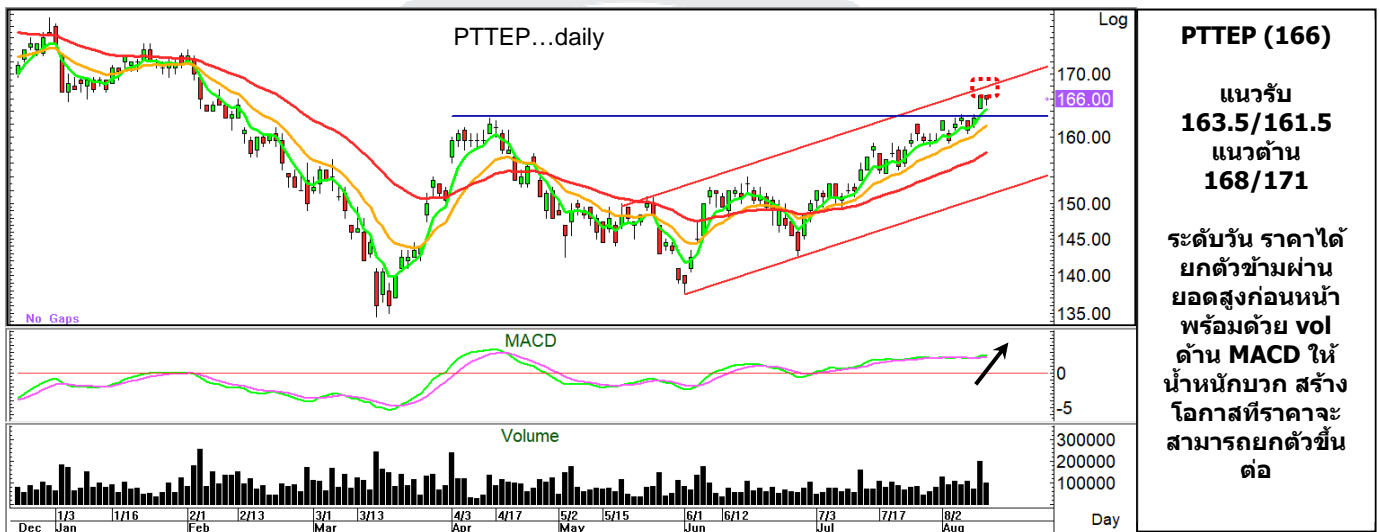 PTTEP...daily
Log
170.00
166.00
160.00
150.00
145.00
140.00
135.00
No Gaps
MACD
0
-5
Volume
300000
200000
100000
1/3 1/16 2/1 2/13 3/1 3/13 4/3 4/17 5/2 5/15 6/1 6/12 7/3 7/17 8/2
Dec Jan Feb Mar Apr May Jun Jul Aug
Day
PTTEP (166)
แนวรับ
163.5/161.5
แนวต้าน
168/171
ระดับวัน ราคาได้
ยกตัวข้ามผ่าน
ยอดสูงก่อนหน้า
พร้อมด้วย vol
ด้าน MACD ให้
น้ำหนักบวก สร้าง
โอกาสที่ราคาจะ
สามารถยกตัวขึ้น
ต่อ